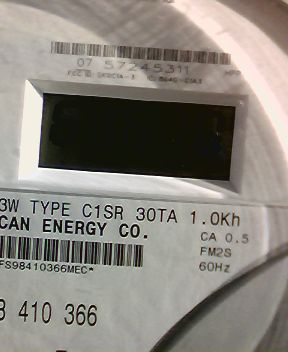 07 57245311
3W TYPE C1SR 30TA 1.0Kh
CAN ENERGY CO.
CA 0.5
FM2S
60Hz
FS98410366MEC*
8 410 366